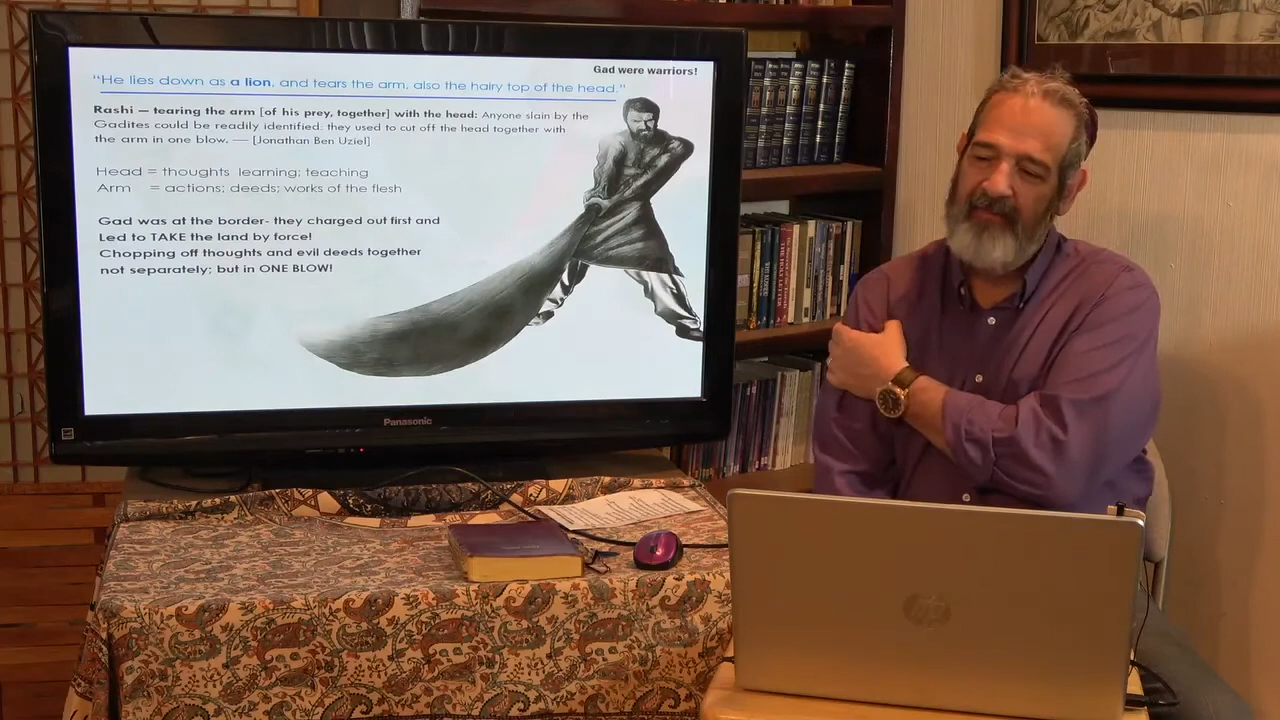 Gad were warriors!
"He lies down as a lion, and tears the arm, also the hairy top of the head."
Rashi – tearing the arm [of his prey, together] with the head: Anyone slain by the
Gadites could be readily identified. they used to cut off the head together with
the arm in one blow. — [Jonathan Ben Uziel]
Head = thoughts learning; teaching
Arm = actions; deeds; works of the flesh
Gad was at the border- they charged out first and
Led to TAKE the land by force!
Chopping off thoughts and evil deeds together
not separately; but in ONE BLOW!
Panasonic
hp